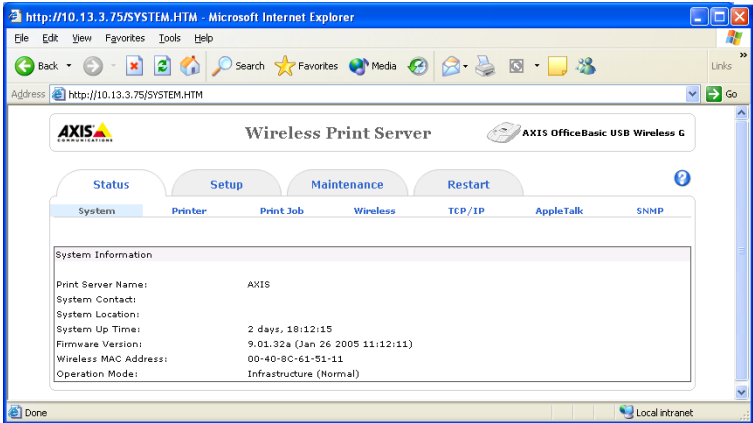 http://10.13.3.75/SYSTEM.HTM - Microsoft Internet Explorer
File Edit View Favorites Tools Help
Back Search Favorites Media Links
Address http://10.13.3.75/SYSTEM.HTM Go
AXIS COMMUNICATIONS Wireless Print Server AXIS OfficeBasic USB Wireless G
Status Setup Maintenance Restart ?
System Printer Print Job Wireless TCP/IP AppleTalk SNMP
System Information
Print Server Name: AXIS
System Contact:
System Location:
System Up Time: 2 days, 18:12:15
Firmware Version: 9.01.32a (Jan 26 2005 11:12:11)
Wireless MAC Address: 00-40-8C-61-51-11
Operation Mode: Infrastructure (Normal)
Done Local intranet